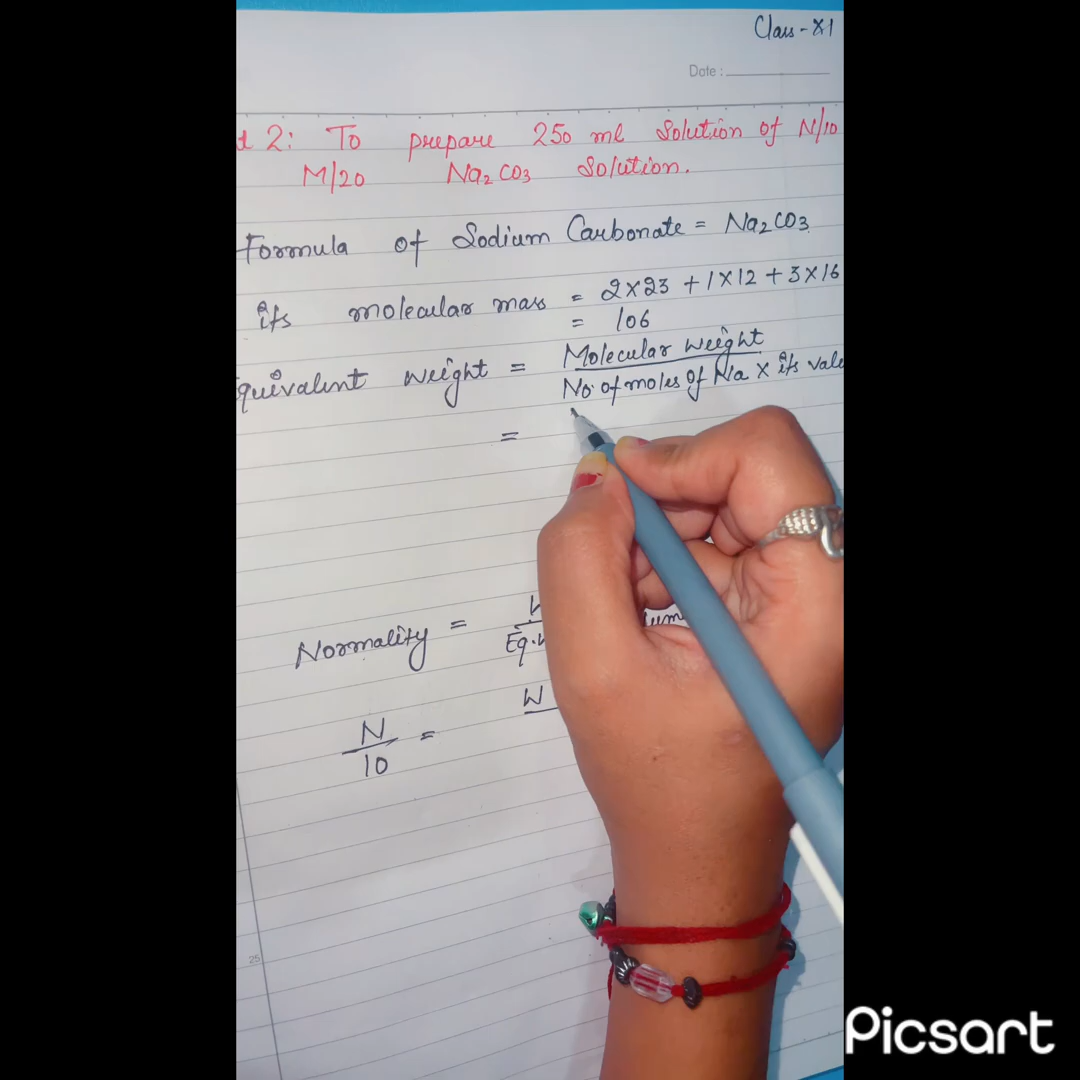 Class - XI
Date :
2: To prepare 250 ml Solution of N/10
M/20 Na2CO3 Solution.
Formula of Sodium Carbonate = Na2CO3
its molecular mass = 2×23 + 1×12 + 3×16
= 106
Equivalent weight = Molecular weight
No. of moles of Na × its
=
Normality =
Eq.
N
10
=
W
25
Picsart